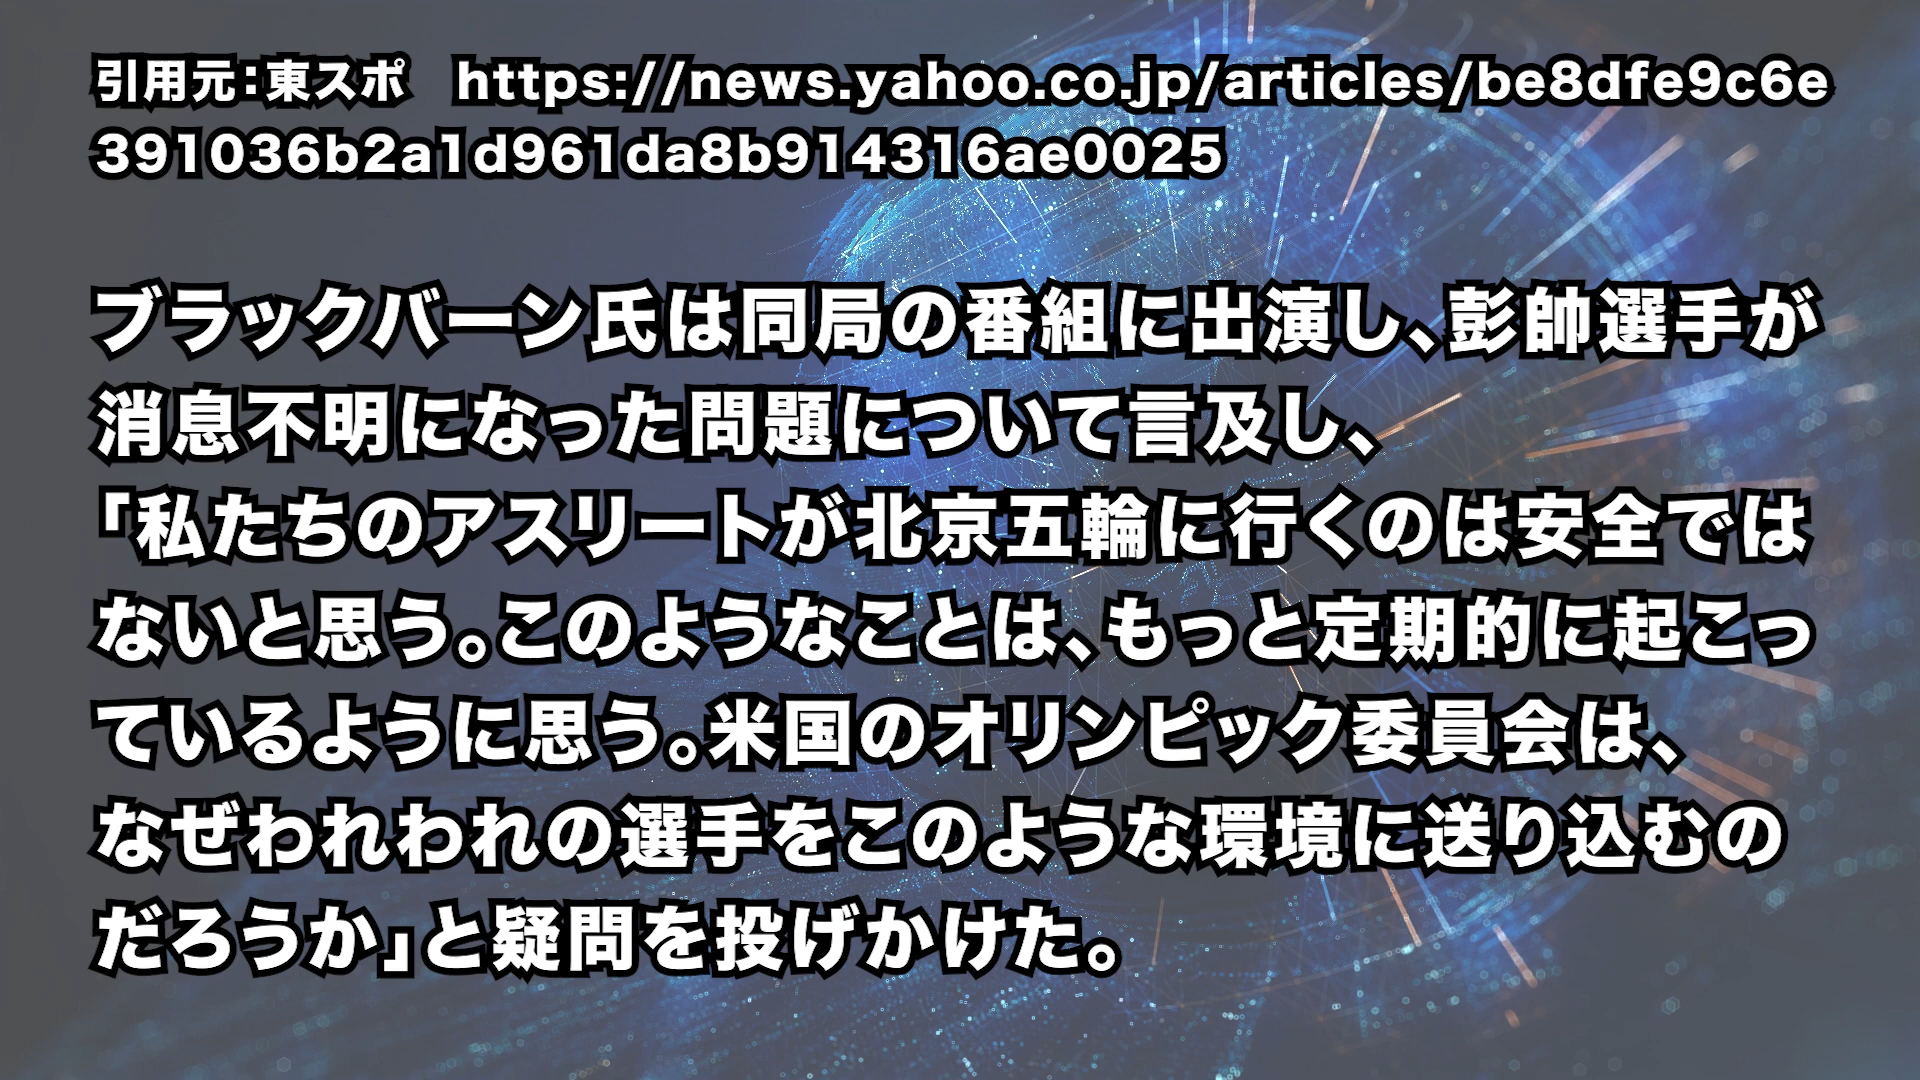 引用元：東スポ　https://news.yahoo.co.jp/articles/be8dfe9c6e
391036b2a1d961da8b914316ae0025
ブラックバーン氏は同局の番組に出演し、彭帥選手が
消息不明になった問題について言及し、
「私たちのアスリートが北京五輪に行くのは安全では
ないと思う。このようなことは、もっと定期的に起こっ
ているように思う。米国のオリンピック委員会は、
なぜわれわれの選手をこのような環境に送り込むの
だろうか」と疑問を投げかけた。